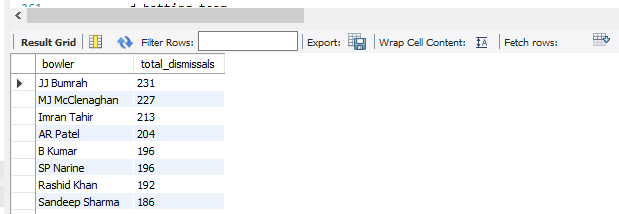 d.batting_team
Result Grid Filter Rows: Export: Wrap Cell Content: Fetch rows:
bowler total_dismissals
JJ Bumrah 231
MJ McClenaghan 227
Imran Tahir 213
AR Patel 204
B Kumar 196
SP Narine 196
Rashid Khan 192
Sandeep Sharma 186